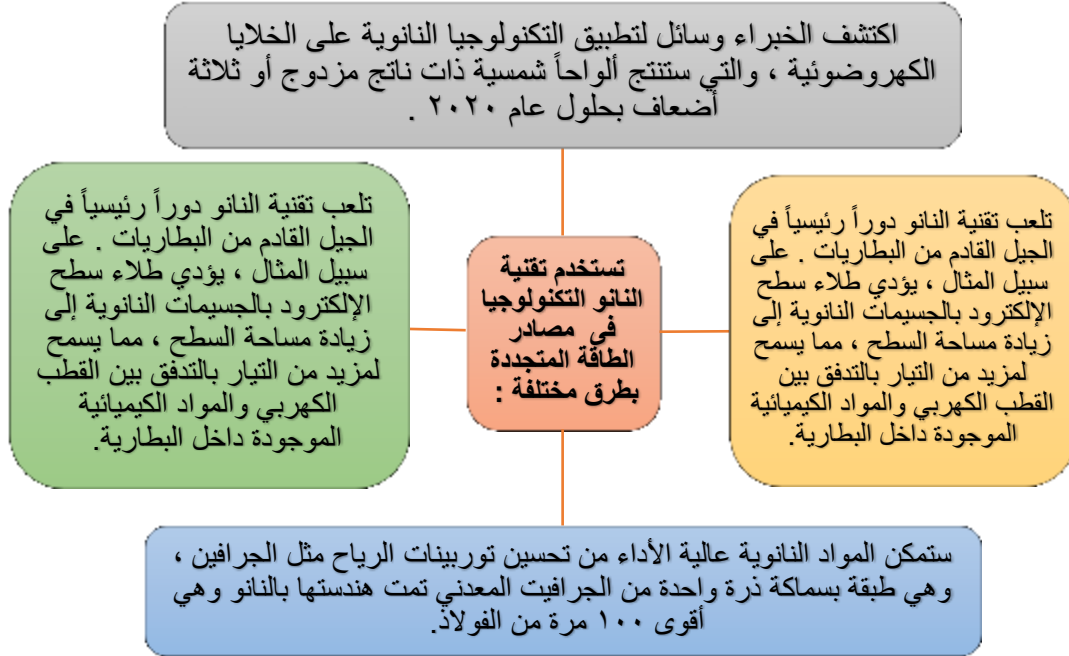 اكتشف الخبراء وسائل لتطبيق التكنولوجيا النانوية على الخلايا
الكهروضوئية ، والتي ستنتج ألواحاً شمسية ذات ناتج مزدوج أو ثلاثة
أضعاف بحلول عام ٢٠٢٠ .
تلعب تقنية النانو دوراً رئيسياً في
الجيل القادم من البطاريات . على
سبيل المثال ، يؤدي طلاء سطح
الإلكترود بالجسيمات النانوية إلى
زيادة مساحة السطح ، مما يسمح
لمزيد من التيار بالتدفق بين
القطب الكهربي والمواد الكيميائية
الموجودة داخل البطارية.
تستخدم تقنية
النانو التكنولوجيا
في مصادر
الطاقة المتجددة
بطرق مختلفة :
تلعب تقنية النانو دوراً رئيسياً في
الجيل القادم من البطاريات . على
سبيل المثال ، يؤدي طلاء سطح
الإلكترود بالجسيمات النانوية إلى
زيادة مساحة السطح ، مما يسمح
لمزيد من التيار بالتدفق بين القطب
الكهربي والمواد الكيميائية
الموجودة داخل البطارية.
ستمكن المواد النانوية عالية الأداء من تحسين توربينات الرياح مثل الجرافين ،
وهي طبقة بسماكة ذرة واحدة من الجرافيت المعدني تمت هندستها بالنانو وهي
أقوى ١٠٠ مرة من الفولاذ.